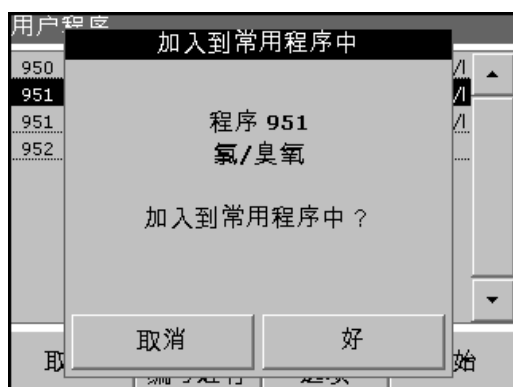 用户程序
加入到常用程序中
950 /l
951 /l
951 /l
952
程序 951
氯/臭氧
加入到常用程序中？
取消 好
取 始